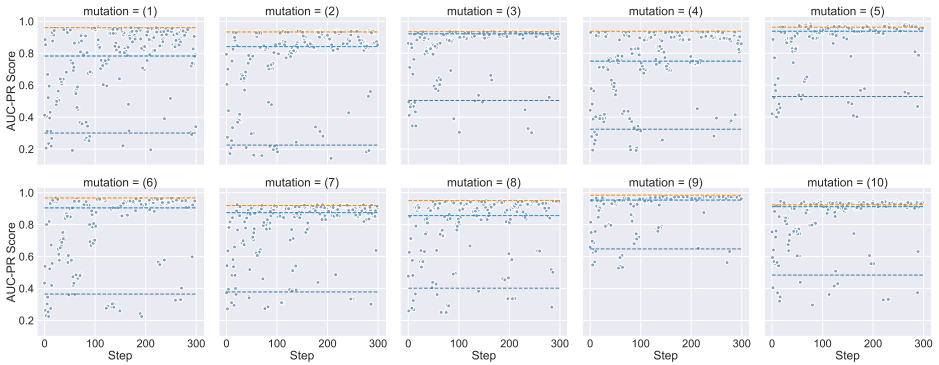 mutation = (1) mutation = (2) mutation = (3) mutation = (4) mutation = (5)
1.0
0.8
0.6
0.4
0.2
AUC-PR Score
mutation = (6) mutation = (7) mutation = (8) mutation = (9) mutation = (10)
1.0
0.8
0.6
0.4
0.2
AUC-PR Score
0 100 200 300 0 100 200 300 0 100 200 300 0 100 200 300 0 100 200 300
Step Step Step Step Step